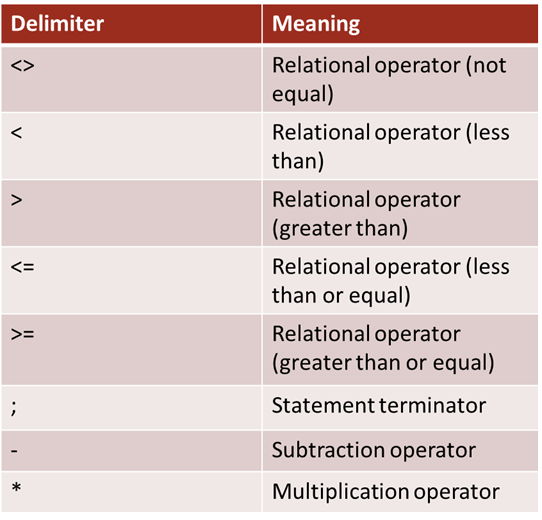 Delimiter Meaning
<> Relational operator (not
equal)
< Relational operator (less
than)
> Relational operator
(greater than)
<= Relational operator (less
than or equal)
>= Relational operator
(greater than or equal)
; Statement terminator
- Subtraction operator
* Multiplication operator